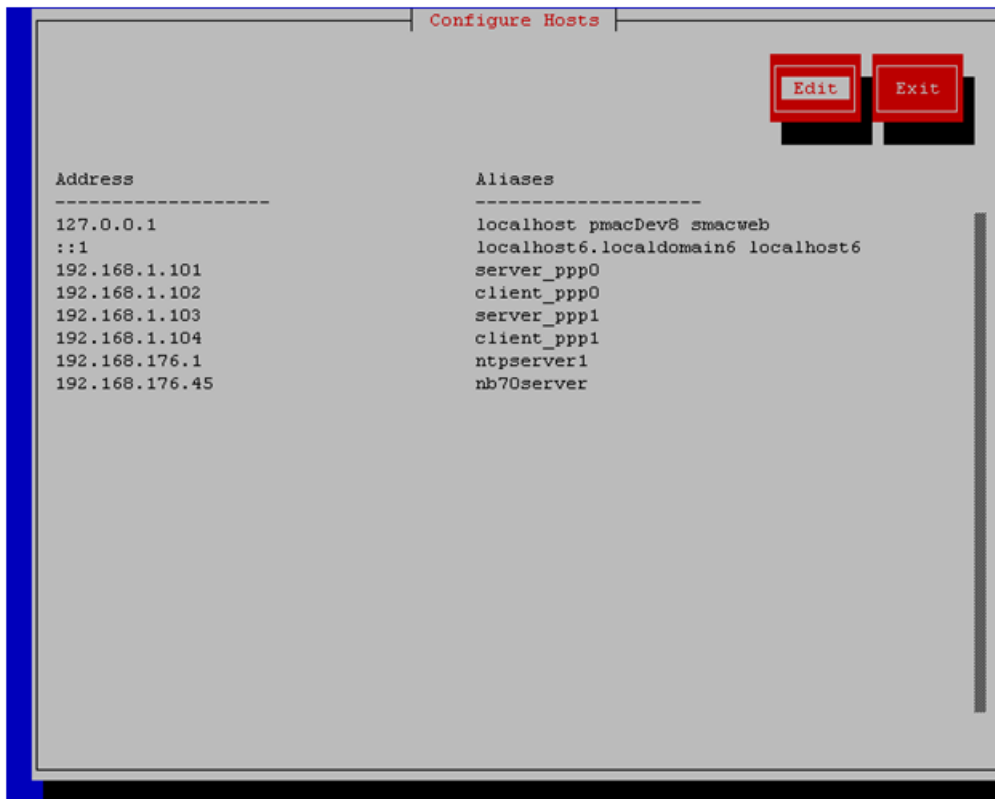 Configure Hosts
Edit Exit
Address Aliases
------------------- --------------------
127.0.0.1 localhost pmacDev8 smacweb
::1 localhost6.localdomain6 localhost6
192.168.1.101 server_ppp0
192.168.1.102 client_ppp0
192.168.1.103 server_ppp1
192.168.1.104 client_ppp1
192.168.176.1 ntpserver1
192.168.176.45 nb70server